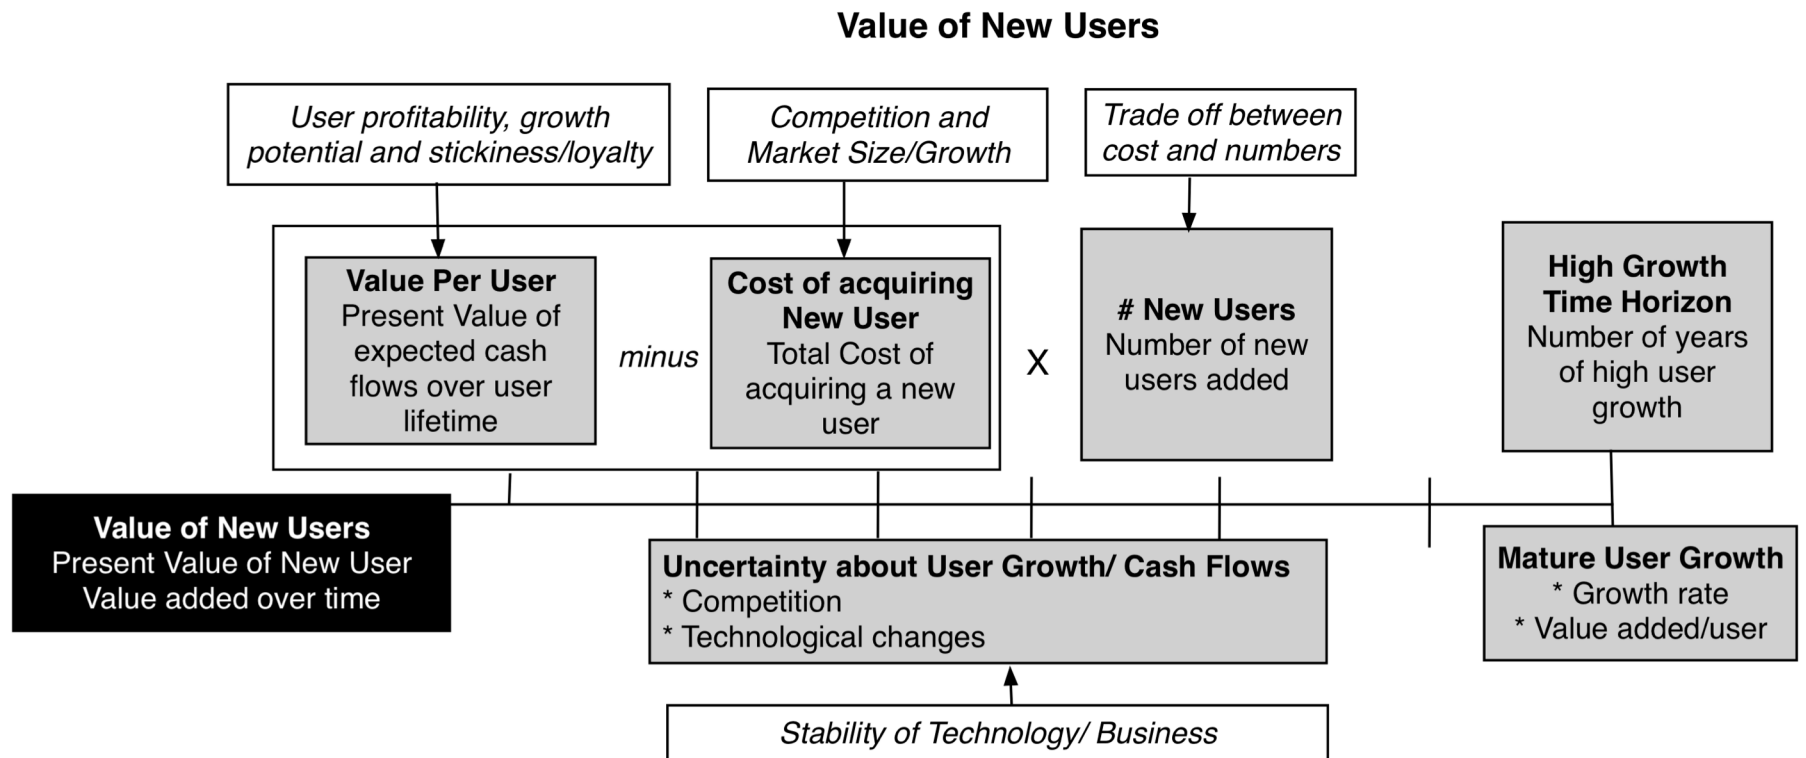 Value of New Users
User profitability, growth
potential and stickiness/loyalty
Competition and
Market Size/Growth
Trade off between
cost and numbers
Value Per User
Present Value of
expected cash
flows over user
lifetime
minus
Cost of acquiring
New User
Total Cost of
acquiring a new
user
X
# New Users
Number of new
users added
High Growth
Time Horizon
Number of years
of high user
growth
Value of New Users
Present Value of New User
Value added over time
Uncertainty about User Growth/ Cash Flows
* Competition
* Technological changes
Mature User Growth
* Growth rate
* Value added/user
Stability of Technology/ Business